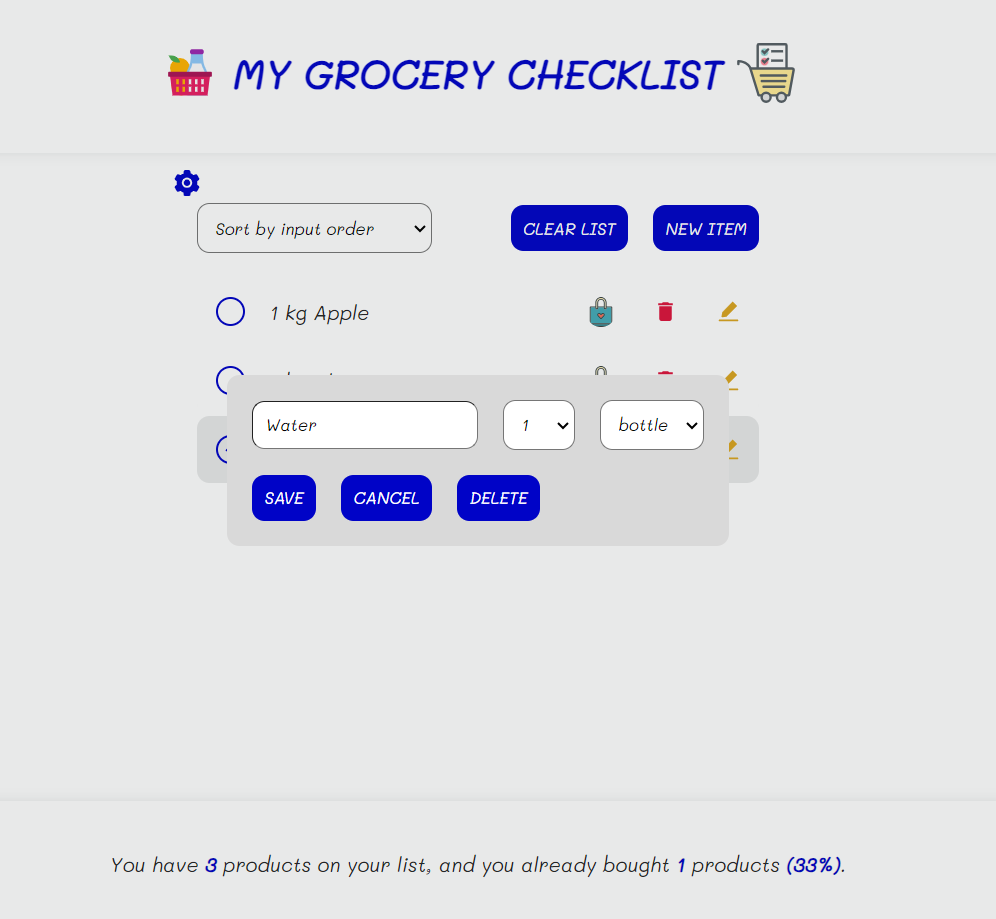 MY GROCERY CHECKLIST
Sort by input order
CLEAR LIST
NEW ITEM
1 kg Apple
Water
1
bottle
SAVE
CANCEL
DELETE
You have 3 products on your list, and you already bought 1 products (33%).